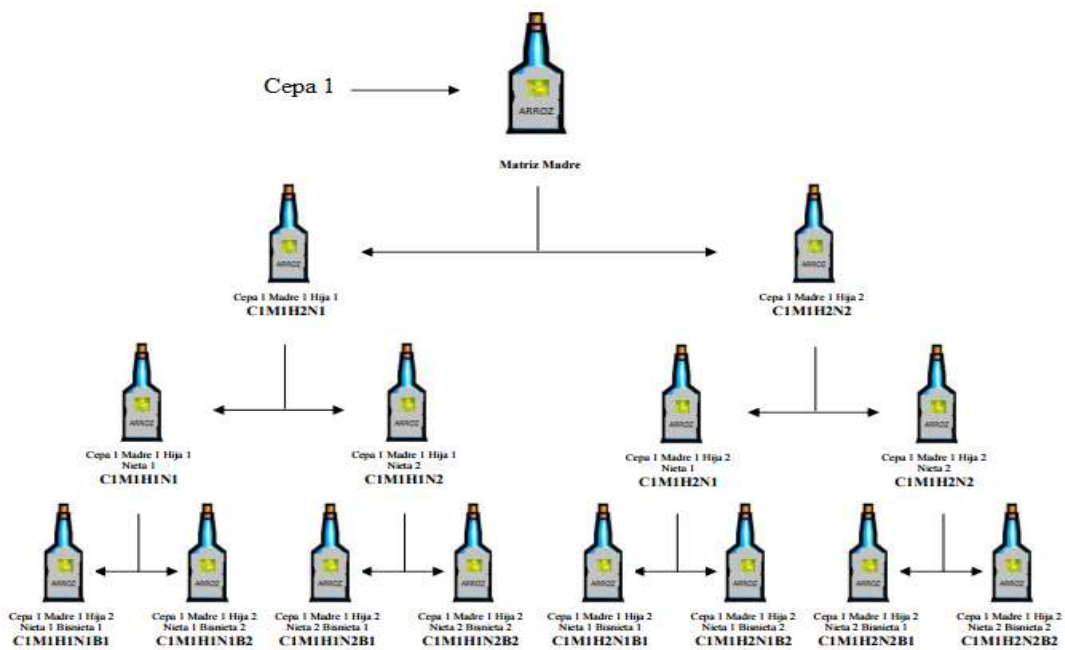 Cepa 1
ARROZ
Matriz Madre
ARROZ
ARROZ
Cepa 1 Madre 1 Hija 1
C1M1H2N1
Cepa 1 Madre 1 Hija 2
C1M1H2N2
ARROZ
ARROZ
ARROZ
ARROZ
Cepa 1 Madre 1 Hija 1
Nieta 1
C1M1H1N1
Cepa 1 Madre 1 Hija 1
Nieta 2
C1M1H1N2
Cepa 1 Madre 1 Hija 2
Nieta 1
C1M1H2N1
Cepa 1 Madre 1 Hija 2
Nieta 2
C1M1H2N2
ARROZ
ARROZ
ARROZ
ARROZ
ARROZ
ARROZ
ARROZ
ARROZ
Cepa 1 Madre 1 Hija 2
Nieta 1 Bisnieta 1
C1M1H1N1B1
Cepa 1 Madre 1 Hija 2
Nieta 1 Bisnieta 2
C1M1H1N1B2
Cepa 1 Madre 1 Hija 2
Nieta 2 Bisnieta 1
C1M1H1N2B1
Cepa 1 Madre 1 Hija 2
Nieta 2 Bisnieta 2
C1M1H1N2B2
Cepa 1 Madre 1 Hija 2
Nieta 1 Bisnieta 1
C1M1H2N1B1
Cepa 1 Madre 1 Hija 2
Nieta 1 Bisnieta 2
C1M1H2N1B2
Cepa 1 Madre 1 Hija 2
Nieta 2 Bisnieta 1
C1M1H2N2B1
Cepa 1 Madre 1 Hija 2
Nieta 2 Bisnieta 2
C1M1H2N2B2